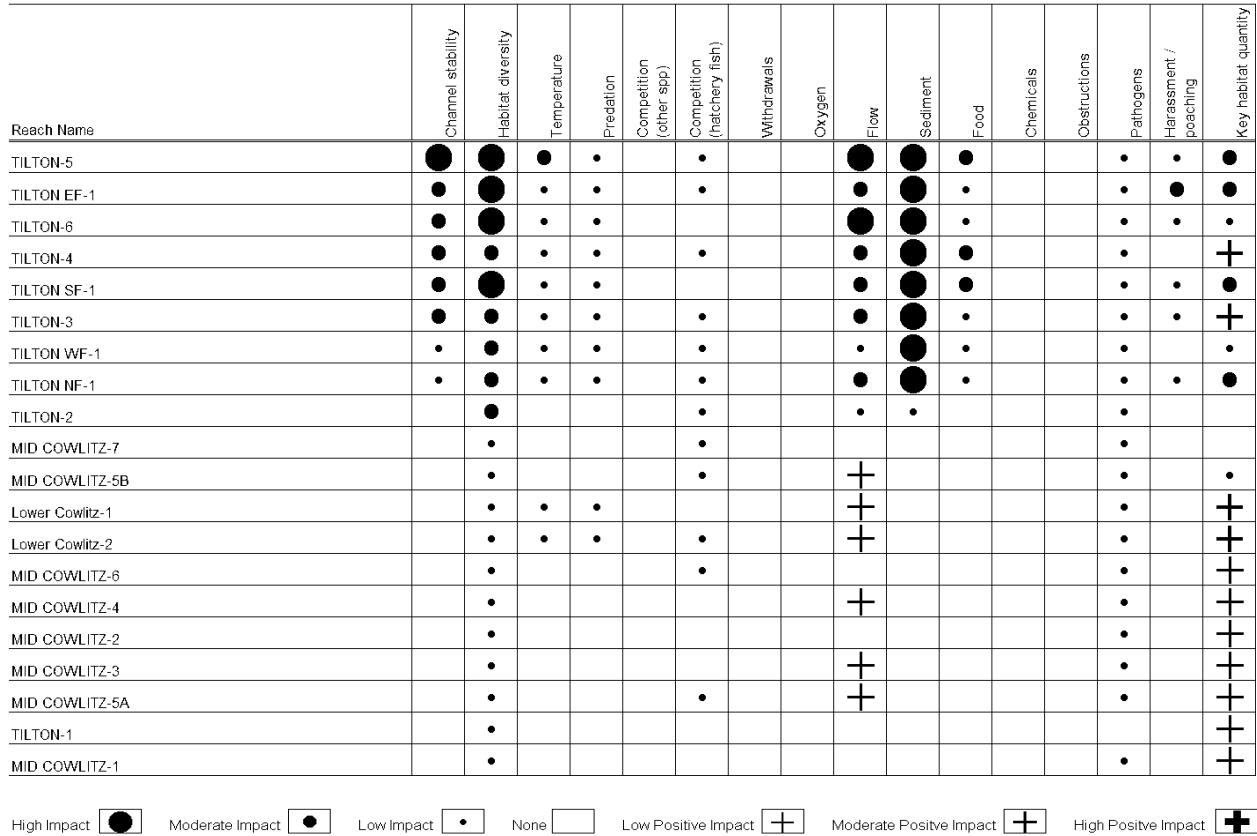 Reach Name
Channel stability
Habitat diversity
Temperature
Predation
Competition
(other spp)
Competition
(hatchery fish)
Withdrawals
Oxygen
Flow
Sediment
Food
Chemicals
Obstructions
Pathogens
Harassment /
poaching
Key habitat quantity
TILTON-5
TILTON EF-1
TILTON-6
TILTON-4
TILTON SF-1
TILTON-3
TILTON WF-1
TILTON NF-1
TILTON-2
MID COWLITZ-7
MID COWLITZ-5B
Lower Cowlitz-1
Lower Cowlitz-2
MID COWLITZ-6
MID COWLITZ-4
MID COWLITZ-2
MID COWLITZ-3
MID COWLITZ-5A
TILTON-1
MID COWLITZ-1
High Impact Moderate Impact Low Impact None Low Positive Impact Moderate Positve Impact High Positve Impact